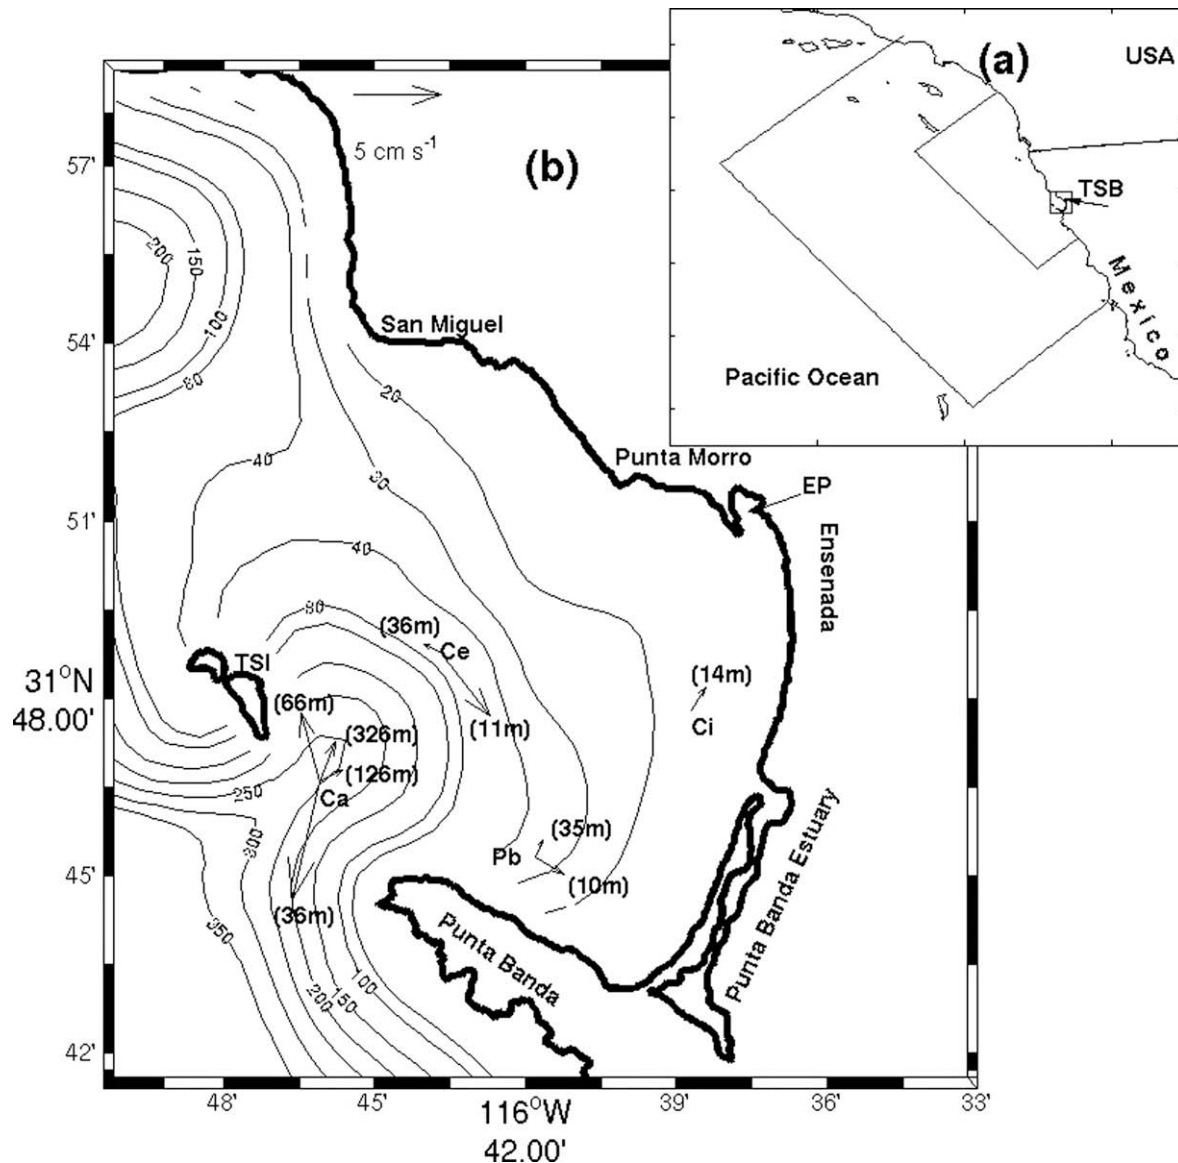 (a)
USA
TSB
Mexico
Pacific Ocean
5 cm s-1
(b)
57'
200
150
100
80
San Miguel
54'
20
40
30
Punta Morro
EP
51'
Ensenada
40
80
(36m)
Ce
TSI
(14m)
31°N
48.00'
(66m)
(11m)
Ci
(326m)
(126m)
250
Ca
(35m)
Pb
300
45'
(10m)
(36m)
350
Punta Banda
Punta Banda Estuary
100
150
200
42'
48'
45'
116°W
42.00'
39'
36'
33'